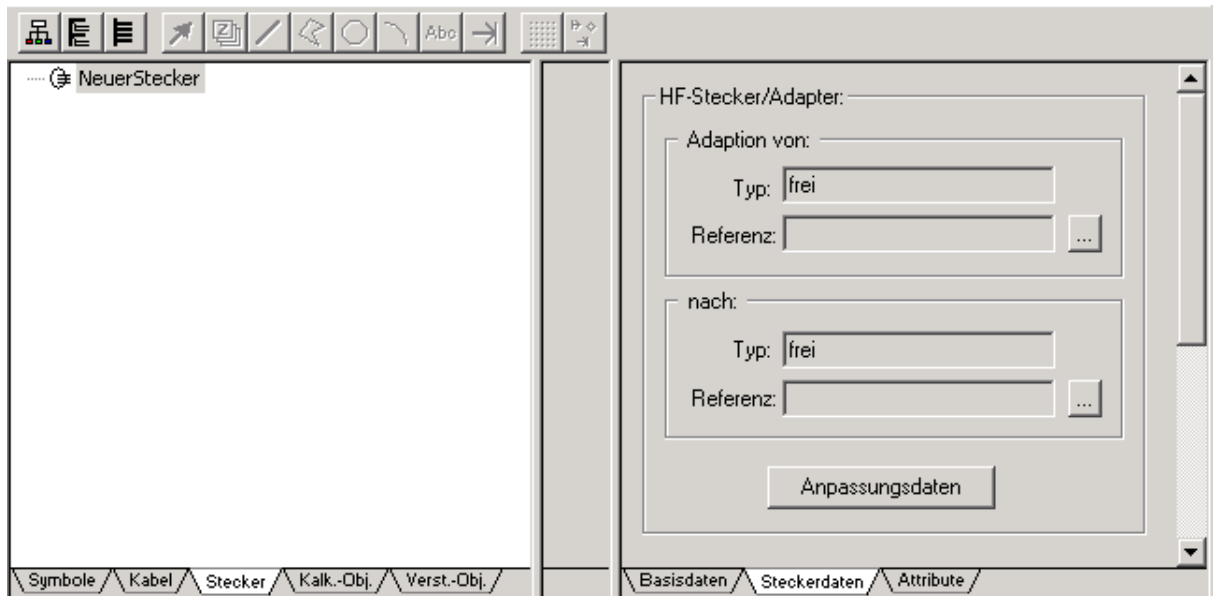 Abc
NeuerStecker
HF-Stecker/Adapter:
Adaption von:
Typ: frei
Referenz: ...
nach:
Typ: frei
Referenz: ...
Anpassungsdaten
Symbole Kabel Stecker Kalk.-Obj. Verst.-Obj.
Basisdaten Steckerdaten Attribute